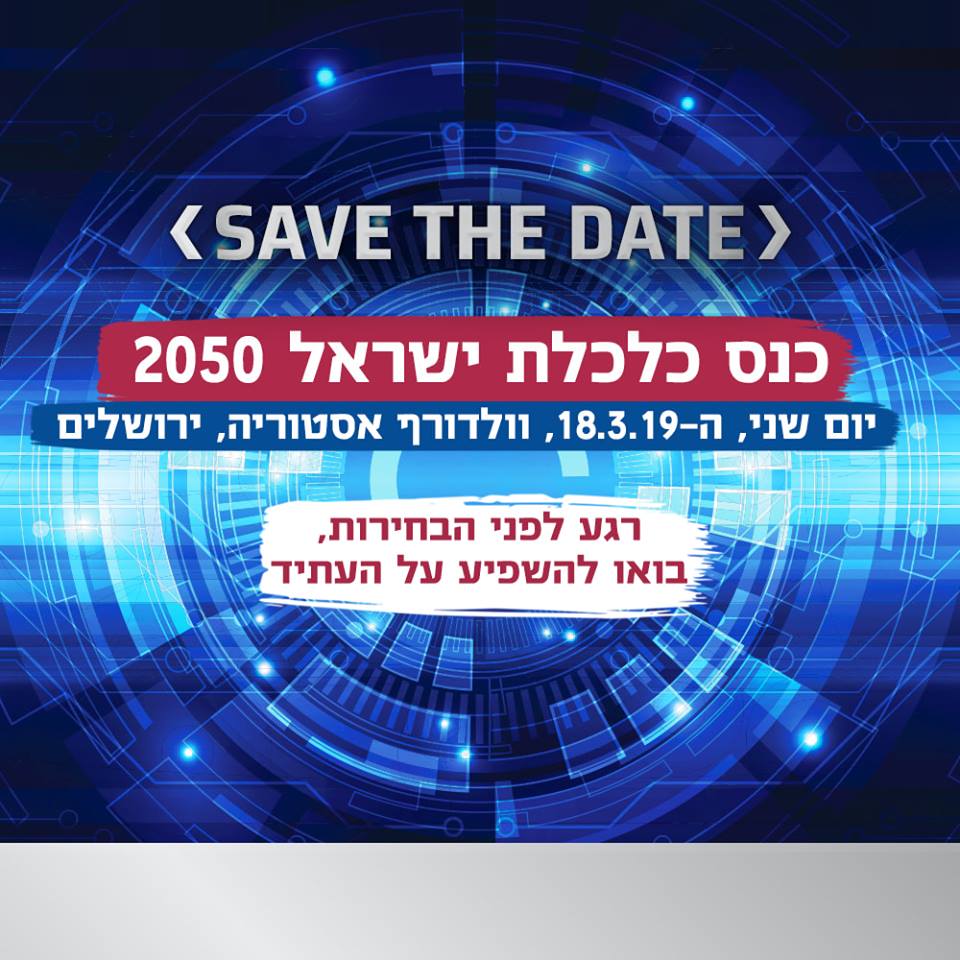 <SAVE THE DATE>
כנס כלכלת ישראל 2050
יום שני, ה-18.3.19, וולדורף אסטוריה, ירושלים
רגע לפני הבחירות,
בואו להשפיע על העתיד